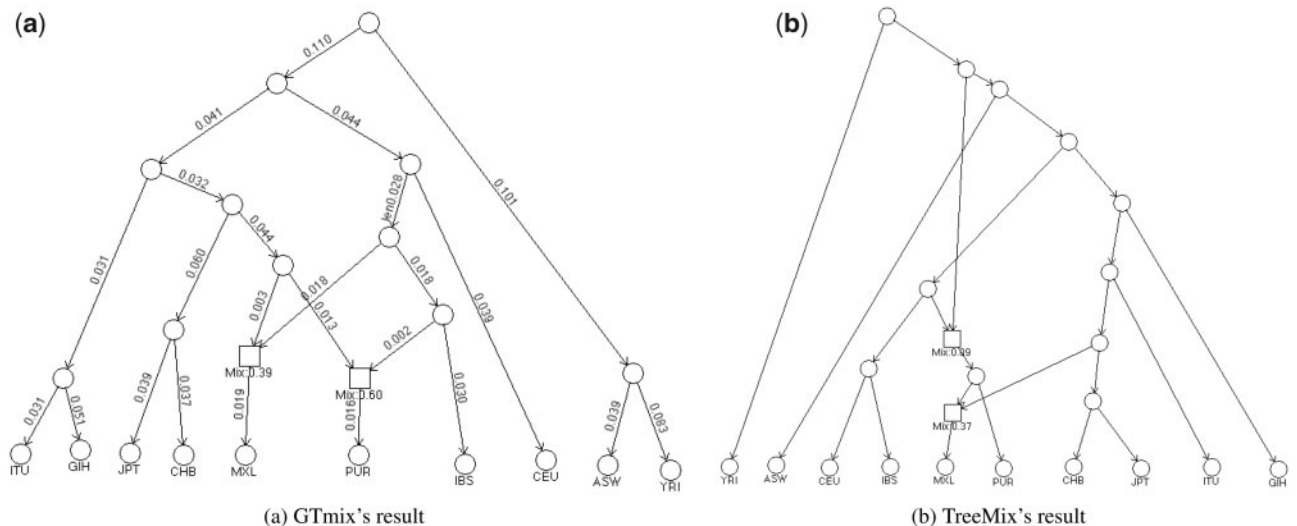 (a)
(b)
0.110
0.041
0.044
0.032
len0.028
0.101
0.044
0.031
0.060
0.018
0.018
0.003
0.013
0.039
0.002
Mix:0.39
Mix:0.60
0.031
0.051
0.039
0.037
0.019
0.016
0.030
0.039
0.083
ITU
GIH
JPT
CHB
MXL
PUR
IBS
CEU
ASW
YRI
(a) GTmix's result
Mix:0.09
Mix:0.37
YRI
ASW
CEU
IBS
MXL
PUR
CHB
JPT
ITU
GIH
(b) TreeMix's result